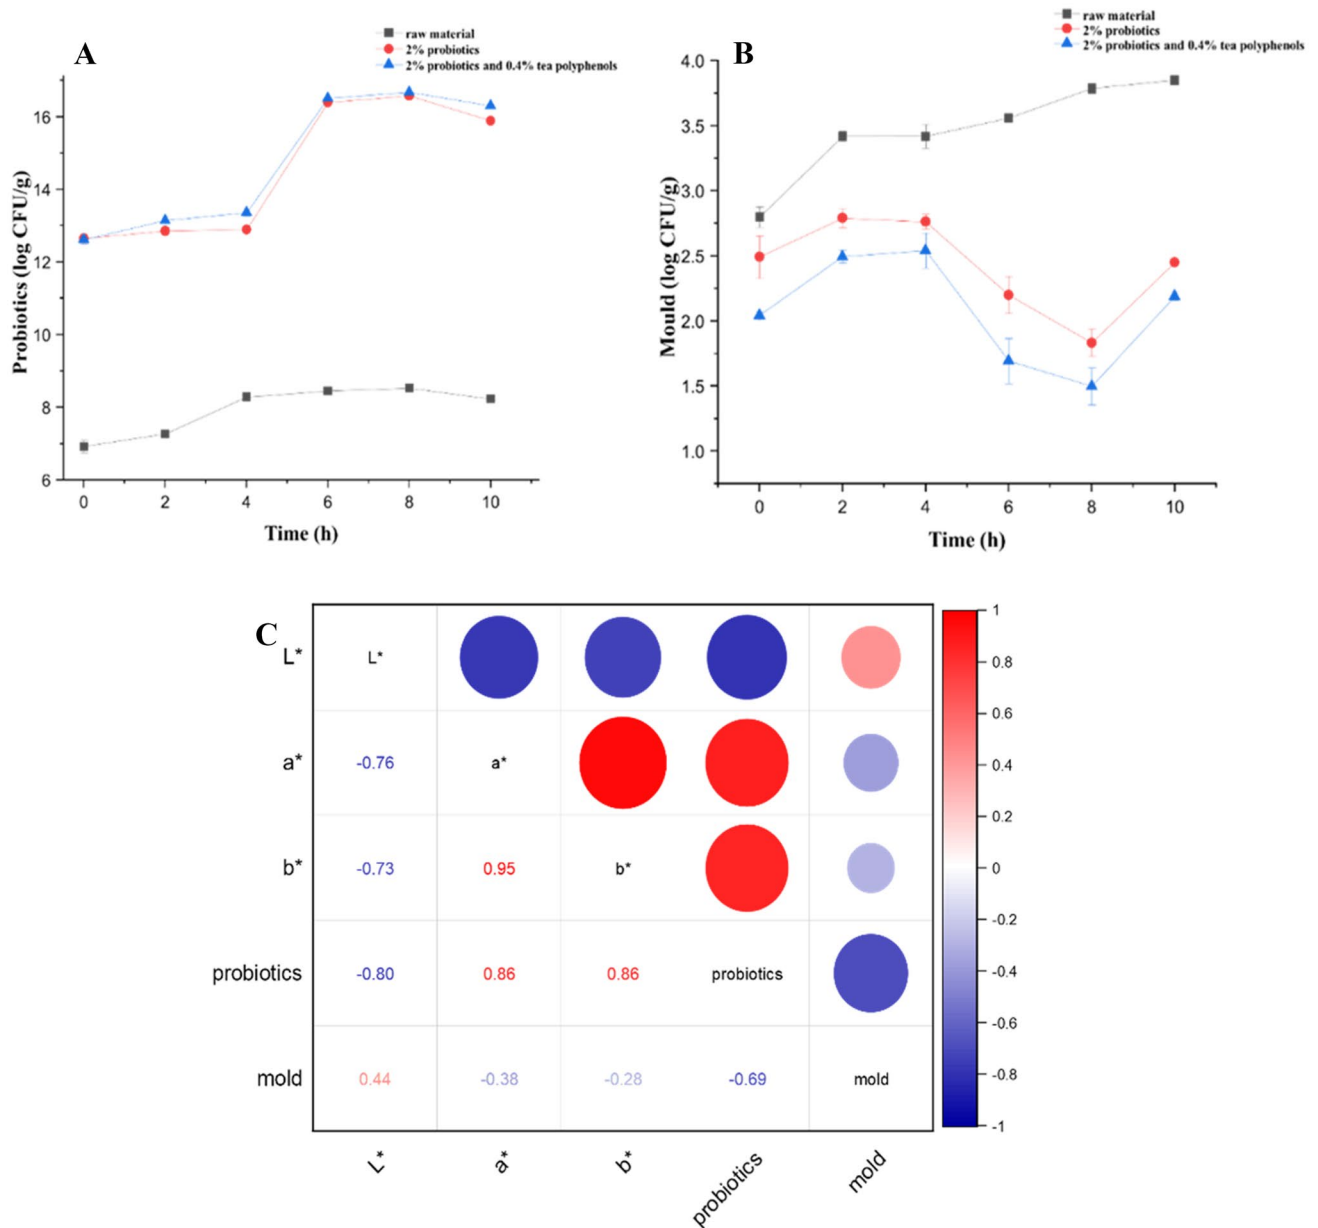 A
raw material
2% probiotics
2% probiotics and 0.4% tea polyphenols
16
14
12
10
8
6
Probiotics (log CFU/g)
0 2 4 6 8 10
Time (h)
B
raw material
2% probiotics
2% probiotics and 0.4% tea polyphenols
4.0
3.5
3.0
2.5
2.0
1.5
1.0
Mould (log CFU/g)
0 2 4 6 8 10
Time (h)
C
L* L*
a* -0.76 a*
b* -0.73 0.95 b*
probiotics -0.80 0.86 0.86 probiotics
mold 0.44 -0.38 -0.28 -0.69 mold
L* a* b* probiotics mold
1
0.8
0.6
0.4
0.2
0
-0.2
-0.4
-0.6
-0.8
-1